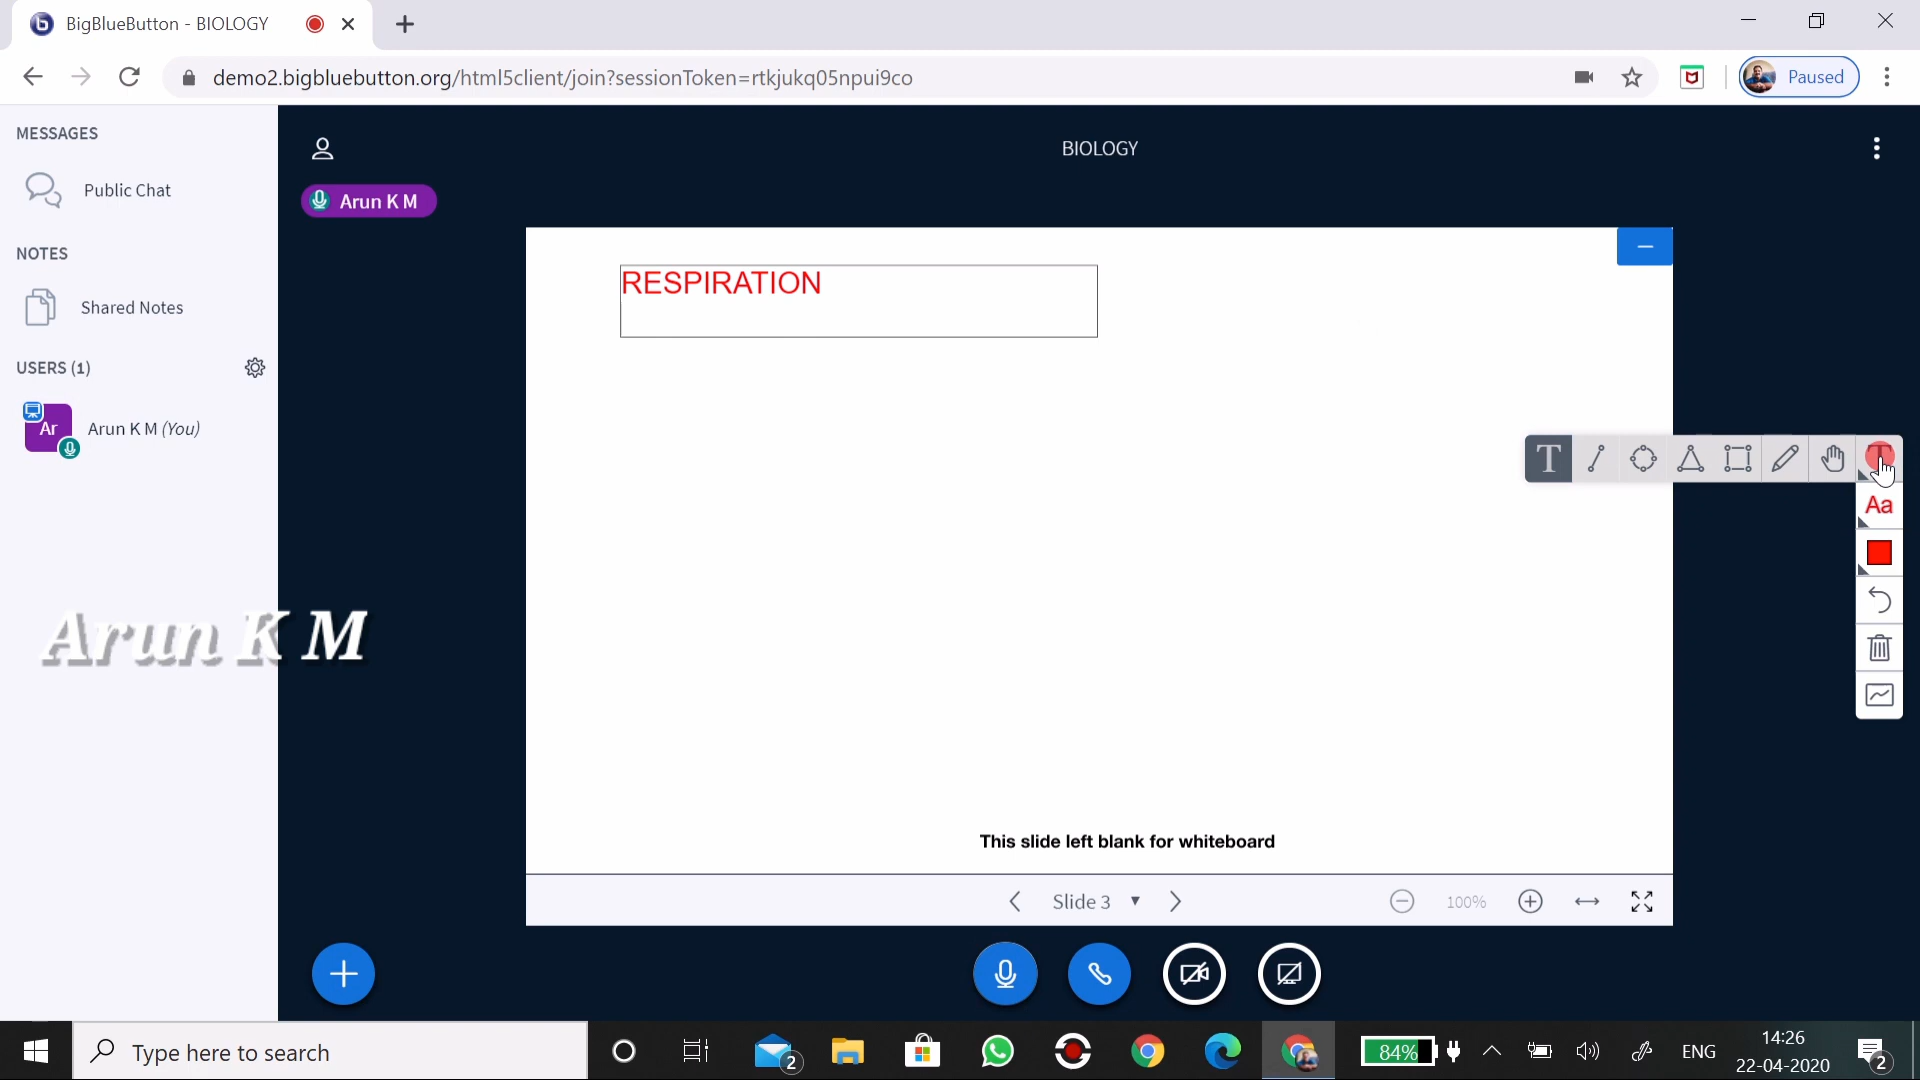 BigBlueButton - BIOLOGY
demo2.bigbluebutton.org/html5client/join?sessionToken=rtkjukq05npui9co
Paused
MESSAGES
Public Chat
NOTES
Shared Notes
USERS (1)
Ar
Arun K M (You)
BIOLOGY
Arun K M
RESPIRATION
T
T
Aa
Arun K M
This slide left blank for whiteboard
Slide 3
100%
Type here to search
2
84%
ENG
14:26
22-04-2020
2